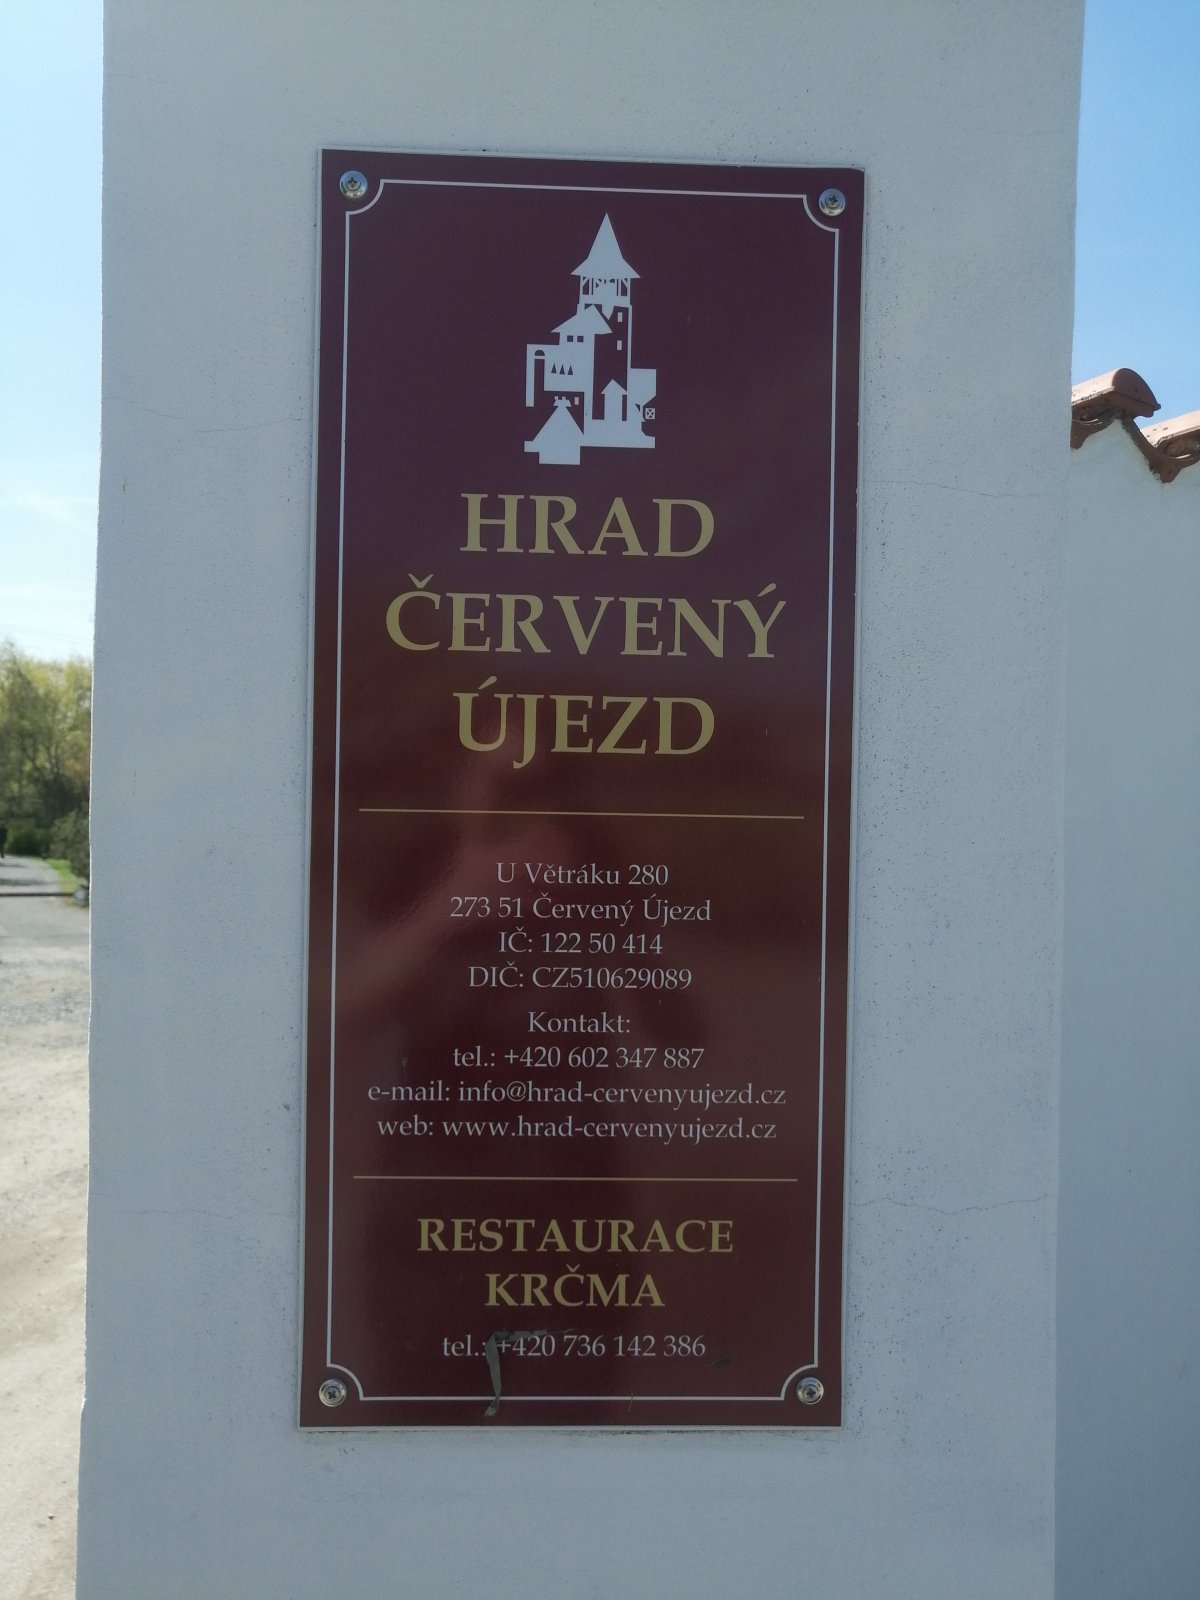 HRAD
ČERVENÝ
ÚJEZD
U Větráku 280
273 51 Červený Újezd
IČ: 122 50 414
DIČ: CZ510629089
Kontakt:
tel.: +420 602 347 887
e-mail: info@hrad-cervenyujezd.cz
web: www.hrad-cervenyujezd.cz
RESTAURACE
KRČMA
tel.: +420 736 142 386